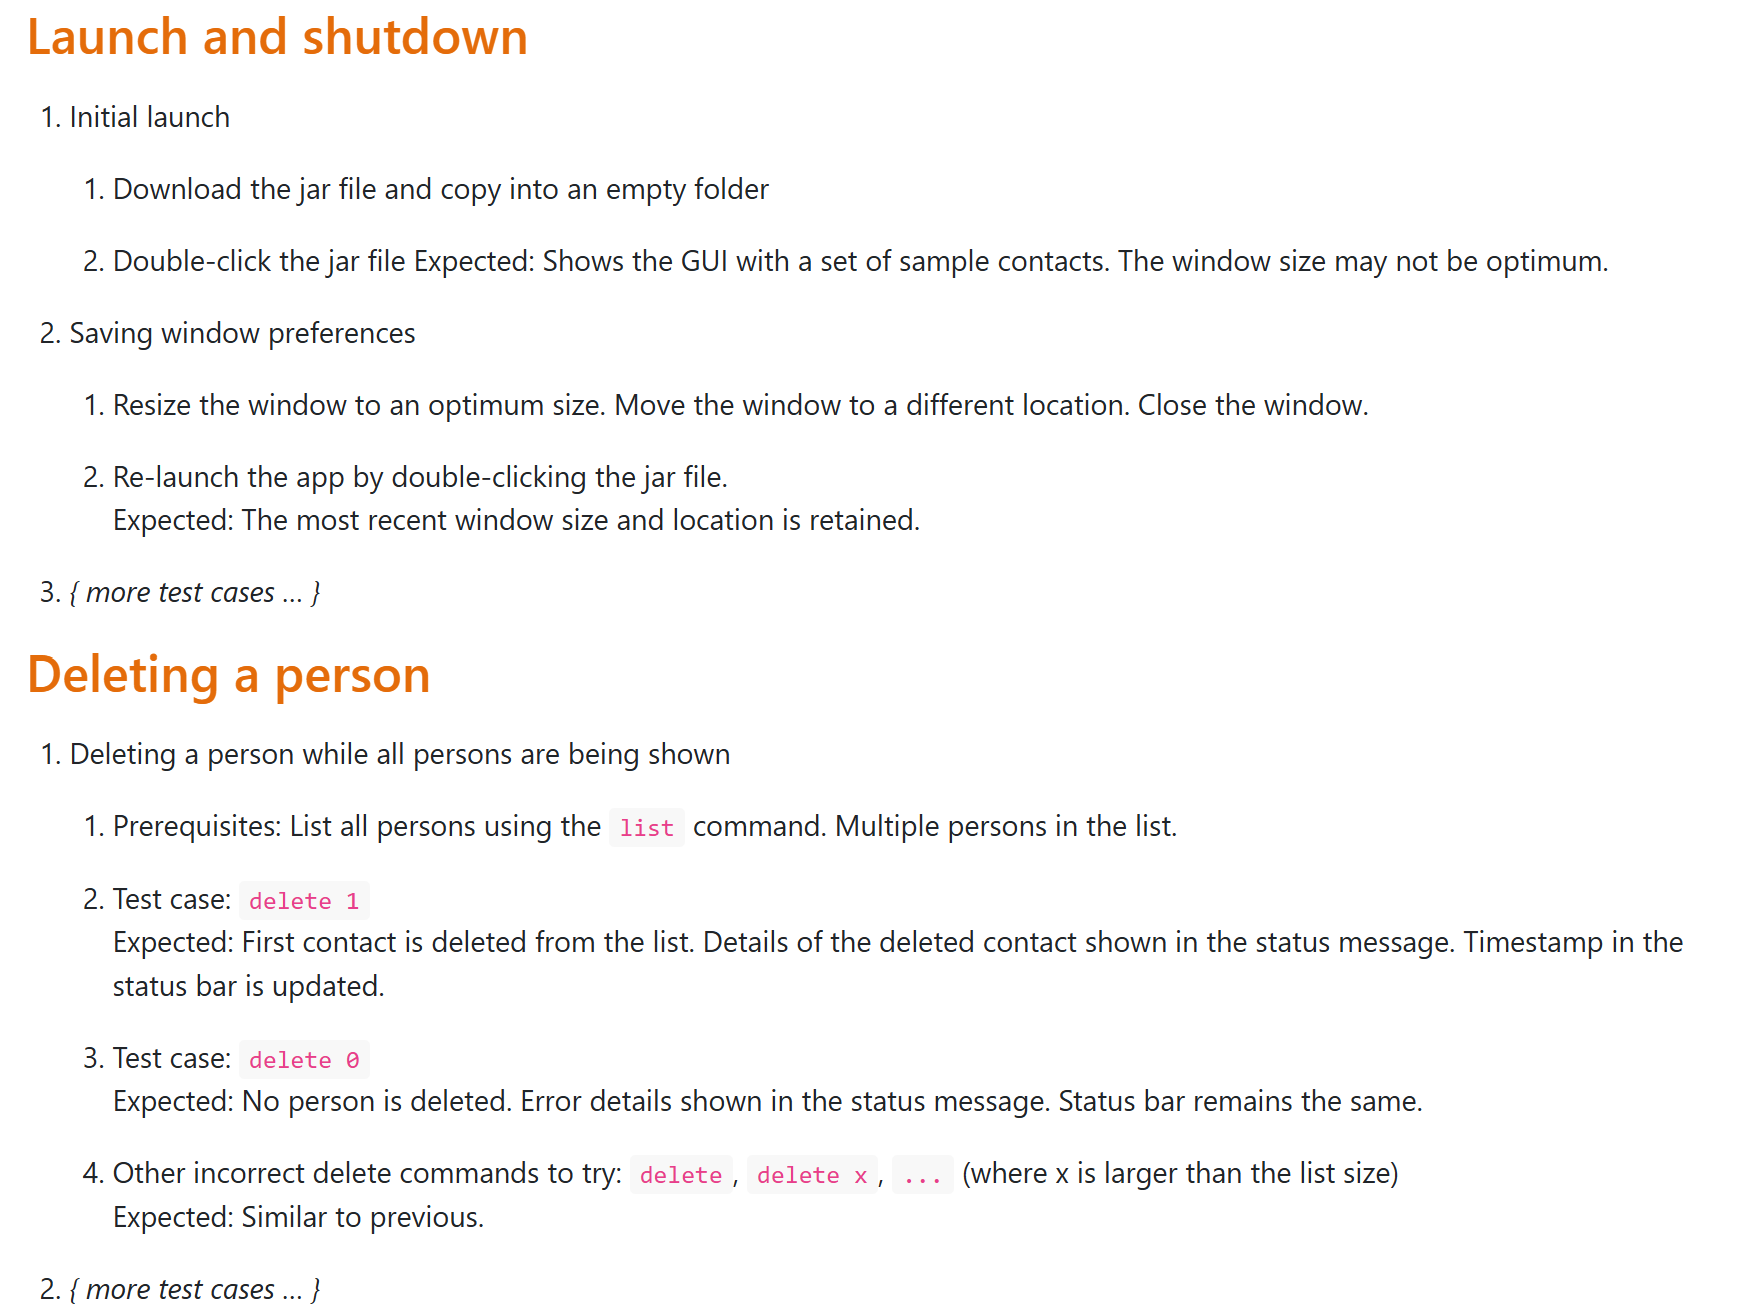 Launch and shutdown
1. Initial launch
1. Download the jar file and copy into an empty folder
2. Double-click the jar file Expected: Shows the GUI with a set of sample contacts. The window size may not be optimum.
2. Saving window preferences
1. Resize the window to an optimum size. Move the window to a different location. Close the window.
2. Re-launch the app by double-clicking the jar file.
Expected: The most recent window size and location is retained.
3. { more test cases … }
Deleting a person
1. Deleting a person while all persons are being shown
1. Prerequisites: List all persons using the list command. Multiple persons in the list.
2. Test case: delete 1
Expected: First contact is deleted from the list. Details of the deleted contact shown in the status message. Timestamp in the
status bar is updated.
3. Test case: delete 0
Expected: No person is deleted. Error details shown in the status message. Status bar remains the same.
4. Other incorrect delete commands to try: delete, delete x, ... (where x is larger than the list size)
Expected: Similar to previous.
2. { more test cases … }